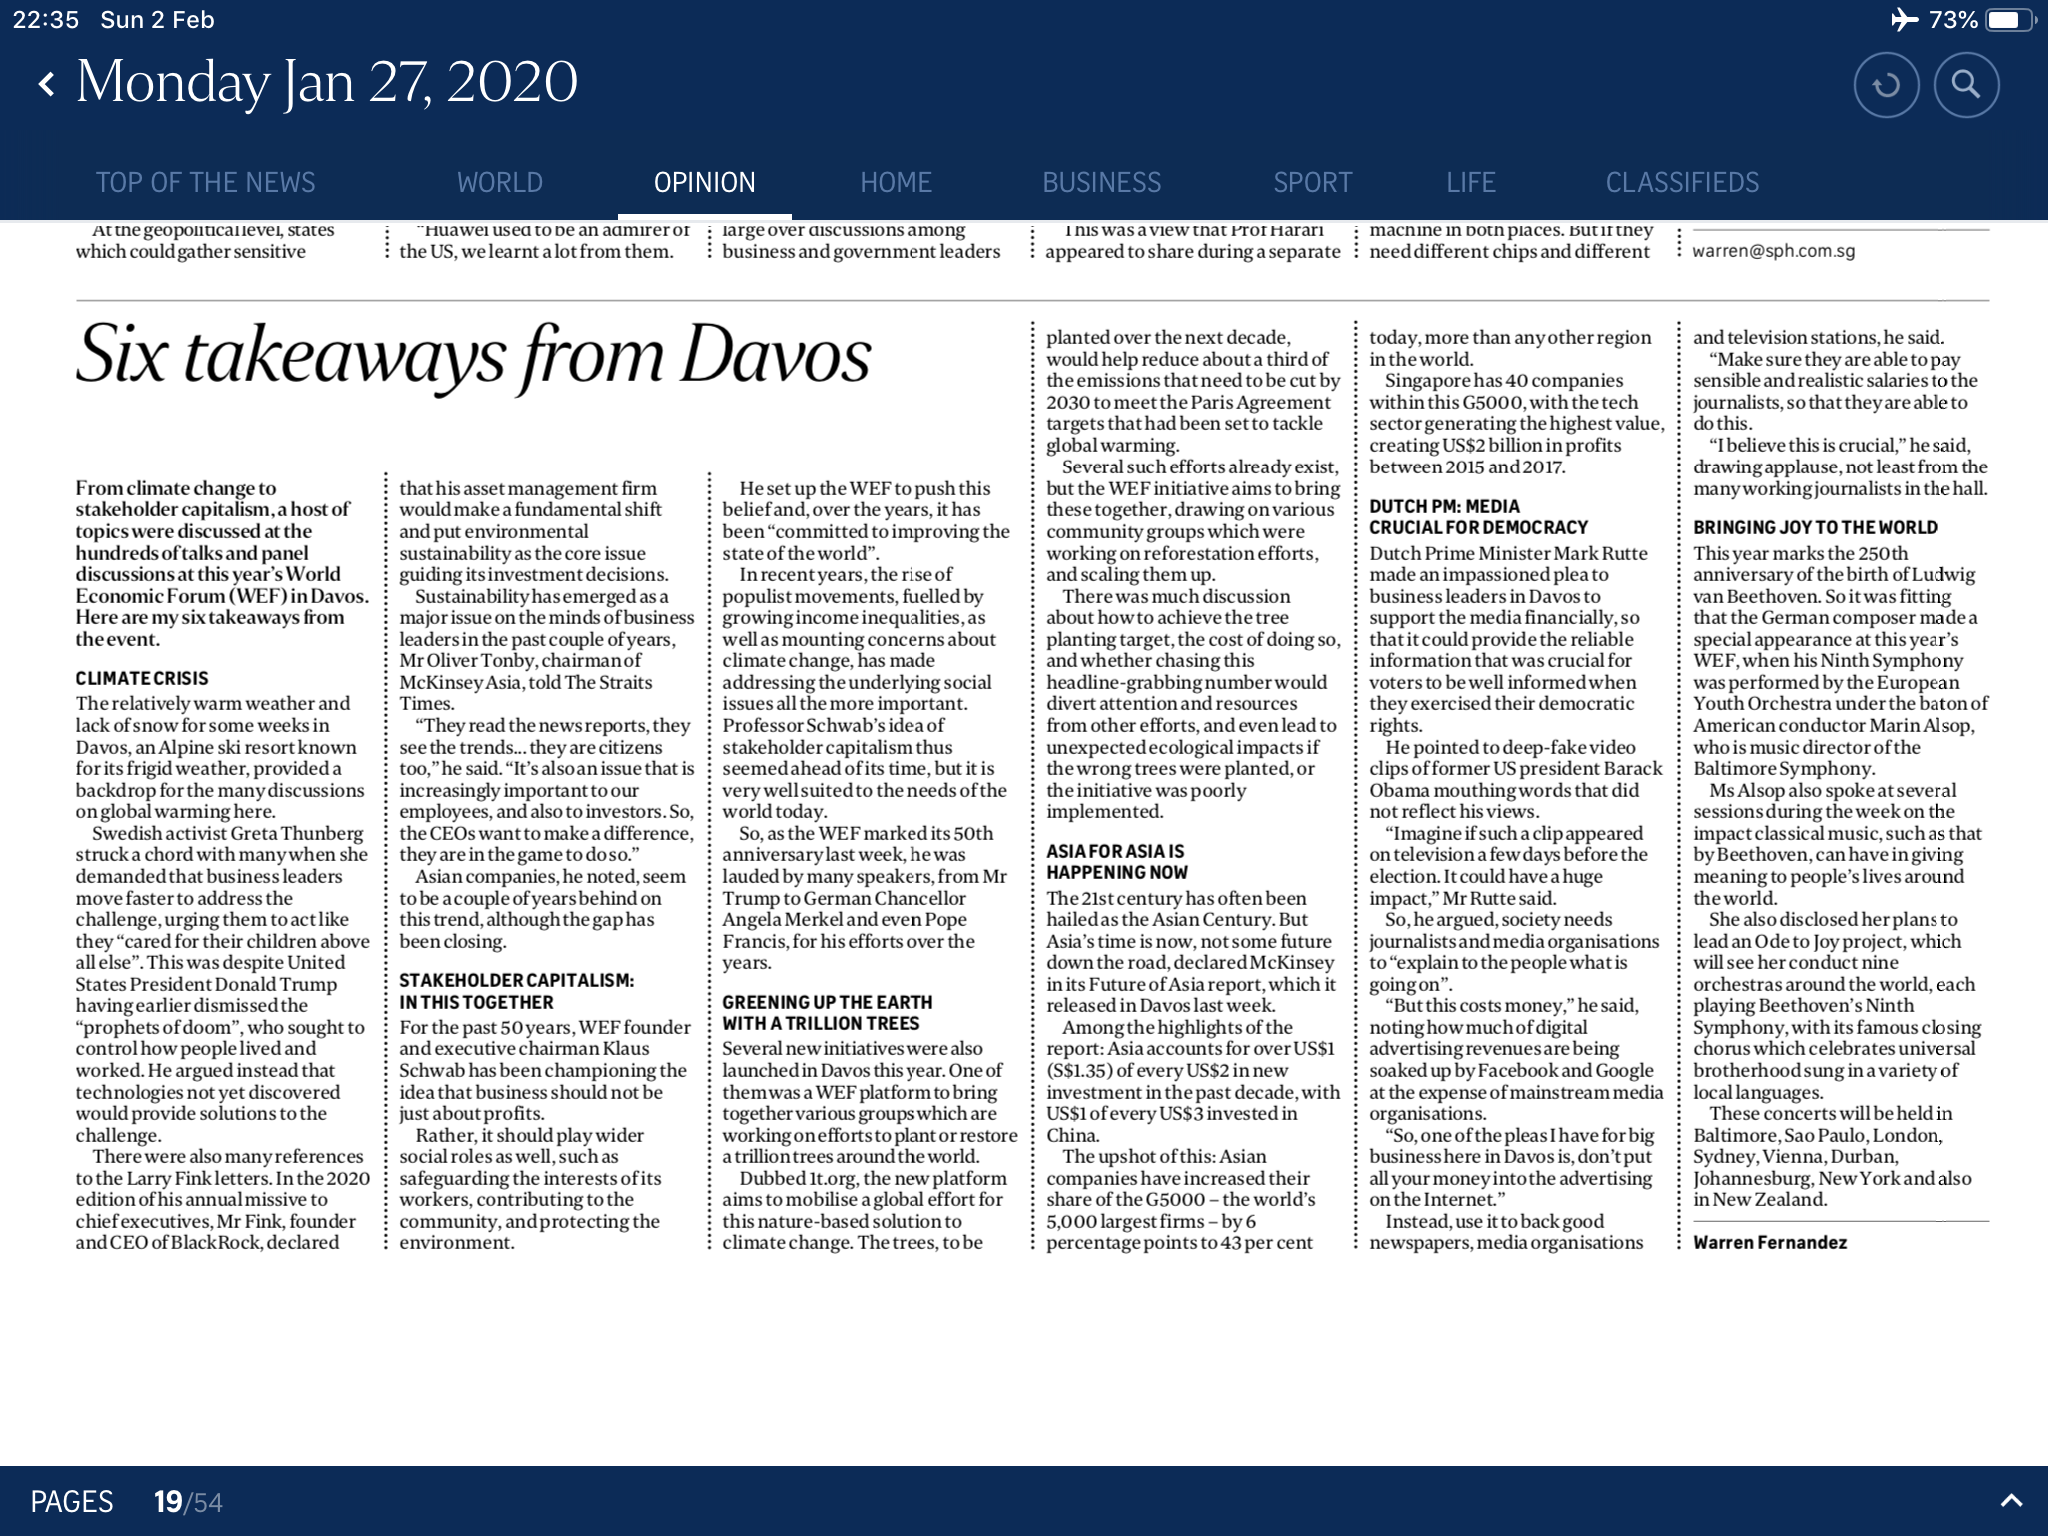 22:35 Sun 2 Feb
73%
Monday Jan 27, 2020
TOP OF THE NEWS
WORLD
OPINION
HOME
BUSINESS
SPORT
LIFE
CLASSIFIEDS
At the geopolitical level, states
which could gather sensitive
"Huawei used to be an admirer of
the US, we learnt a lot from them.
large over discussions among
business and government leaders
This was a view that Prof Harari
appeared to share during a separate
machine in both places. But if they
need different chips and different
warren@sph.com.sg
Six takeaways from Davos
From climate change to
stakeholder capitalism, a host of
topics were discussed at the
hundreds of talks and panel
discussions at this year's World
Economic Forum (WEF) in Davos.
Here are my six takeaways from
the event.
CLIMATE CRISIS
The relatively warm weather and
lack of snow for some weeks in
Davos, an Alpine ski resort known
for its frigid weather, provided a
backdrop for the many discussions
on global warming here.
Swedish activist Greta Thunberg
struck a chord with many when she
demanded that business leaders
move faster to address the
challenge, urging them to act like
they "cared for their children above
all else". This was despite United
States President Donald Trump
having earlier dismissed the
"prophets of doom", who sought to
control how people lived and
worked. He argued instead that
technologies not yet discovered
would provide solutions to the
challenge.
There were also many references
to the Larry Fink letters. In the 2020
edition of his annual missive to
chief executives, Mr Fink, founder
and CEO of BlackRock, declared
that his asset management firm
would make a fundamental shift
and put environmental
sustainability as the core issue
guiding its investment decisions.
Sustainability has emerged as a
major issue on the minds of business
leaders in the past couple of years,
Mr Oliver Tonby, chairman of
McKinsey Asia, told The Straits
Times.
"They read the news reports, they
see the trends... they are citizens
too," he said. "It's also an issue that is
increasingly important to our
employees, and also to investors. So,
the CEOs want to make a difference,
they are in the game to do so."
Asian companies, he noted, seem
to be a couple of years behind on
this trend, although the gap has
been closing.
STAKEHOLDER CAPITALISM:
IN THIS TOGETHER
For the past 50 years, WEF founder
and executive chairman Klaus
Schwab has been championing the
idea that business should not be
just about profits.
Rather, it should play wider
social roles as well, such as
safeguarding the interests of its
workers, contributing to the
community, and protecting the
environment.
He set up the WEF to push this
belief and, over the years, it has
been "committed to improving the
state of the world".
In recent years, the rise of
populist movements, fuelled by
growing income inequalities, as
well as mounting concerns about
climate change, has made
addressing the underlying social
issues all the more important.
Professor Schwab's idea of
stakeholder capitalism thus
seemed ahead of its time, but it is
very well suited to the needs of the
world today.
So, as the WEF marked its 50th
anniversary last week, he was
lauded by many speakers, from Mr
Trump to German Chancellor
Angela Merkel and even Pope
Francis, for his efforts over the
years.
GREENING UP THE EARTH
WITH A TRILLION TREES
Several new initiatives were also
launched in Davos this year. One of
them was a WEF platform to bring
together various groups which are
working on efforts to plant or restore
a trillion trees around the world.
Dubbed 1t.org, the new platform
aims to mobilise a global effort for
this nature-based solution to
climate change. The trees, to be
planted over the next decade,
would help reduce about a third of
the emissions that need to be cut by
2030 to meet the Paris Agreement
targets that had been set to tackle
global warming.
Several such efforts already exist,
but the WEF initiative aims to bring
these together, drawing on various
community groups which were
working on reforestation efforts,
and scaling them up.
There was much discussion
about how to achieve the tree
planting target, the cost of doing so,
and whether chasing this
headline-grabbing number would
divert attention and resources
from other efforts, and even lead to
unexpected ecological impacts if
the wrong trees were planted, or
the initiative was poorly
implemented.
ASIA FOR ASIA IS
HAPPENING NOW
The 21st century has often been
hailed as the Asian Century. But
Asia's time is now, not some future
down the road, declared McKinsey
in its Future of Asia report, which it
released in Davos last week.
Among the highlights of the
report: Asia accounts for over US$1
(S$1.35) of every US$2 in new
investment in the past decade, with
US$1 of every US$3 invested in
China.
The upshot of this: Asian
companies have increased their
share of the G5000 – the world's
5,000 largest firms – by 6
percentage points to 43 per cent
today, more than any other region
in the world.
Singapore has 40 companies
within this G5000, with the tech
sector generating the highest value,
creating US$2 billion in profits
between 2015 and 2017.
DUTCH PM: MEDIA
CRUCIAL FOR DEMOCRACY
Dutch Prime Minister Mark Rutte
made an impassioned plea to
business leaders in Davos to
support the media financially, so
that it could provide the reliable
information that was crucial for
voters to be well informed when
they exercised their democratic
rights.
He pointed to deep-fake video
clips of former US president Barack
Obama mouthing words that did
not reflect his views.
"Imagine if such a clip appeared
on television a few days before the
election. It could have a huge
impact," Mr Rutte said.
So, he argued, society needs
journalists and media organisations
to "explain to the people what is
going on".
"But this costs money," he said,
noting how much of digital
advertising revenues are being
soaked up by Facebook and Google
at the expense of mainstream media
organisations.
"So, one of the pleas I have for big
business here in Davos is, don't put
all your money into the advertising
on the Internet."
Instead, use it to back good
newspapers, media organisations
and television stations, he said.
"Make sure they are able to pay
sensible and realistic salaries to the
journalists, so that they are able to
do this.
"I believe this is crucial," he said,
drawing applause, not least from the
many working journalists in the hall.
BRINGING JOY TO THE WORLD
This year marks the 250th
anniversary of the birth of Ludwig
van Beethoven. So it was fitting
that the German composer made a
special appearance at this year's
WEF, when his Ninth Symphony
was performed by the European
Youth Orchestra under the baton of
American conductor Marin Alsop,
who is music director of the
Baltimore Symphony.
Ms Alsop also spoke at several
sessions during the week on the
impact classical music, such as that
by Beethoven, can have in giving
meaning to people's lives around
the world.
She also disclosed her plans to
lead an Ode to Joy project, which
will see her conduct nine
orchestras around the world, each
playing Beethoven's Ninth
Symphony, with its famous closing
chorus which celebrates universal
brotherhood sung in a variety of
local languages.
These concerts will be held in
Baltimore, Sao Paulo, London,
Sydney, Vienna, Durban,
Johannesburg, New York and also
in New Zealand.
Warren Fernandez
PAGES 19/54